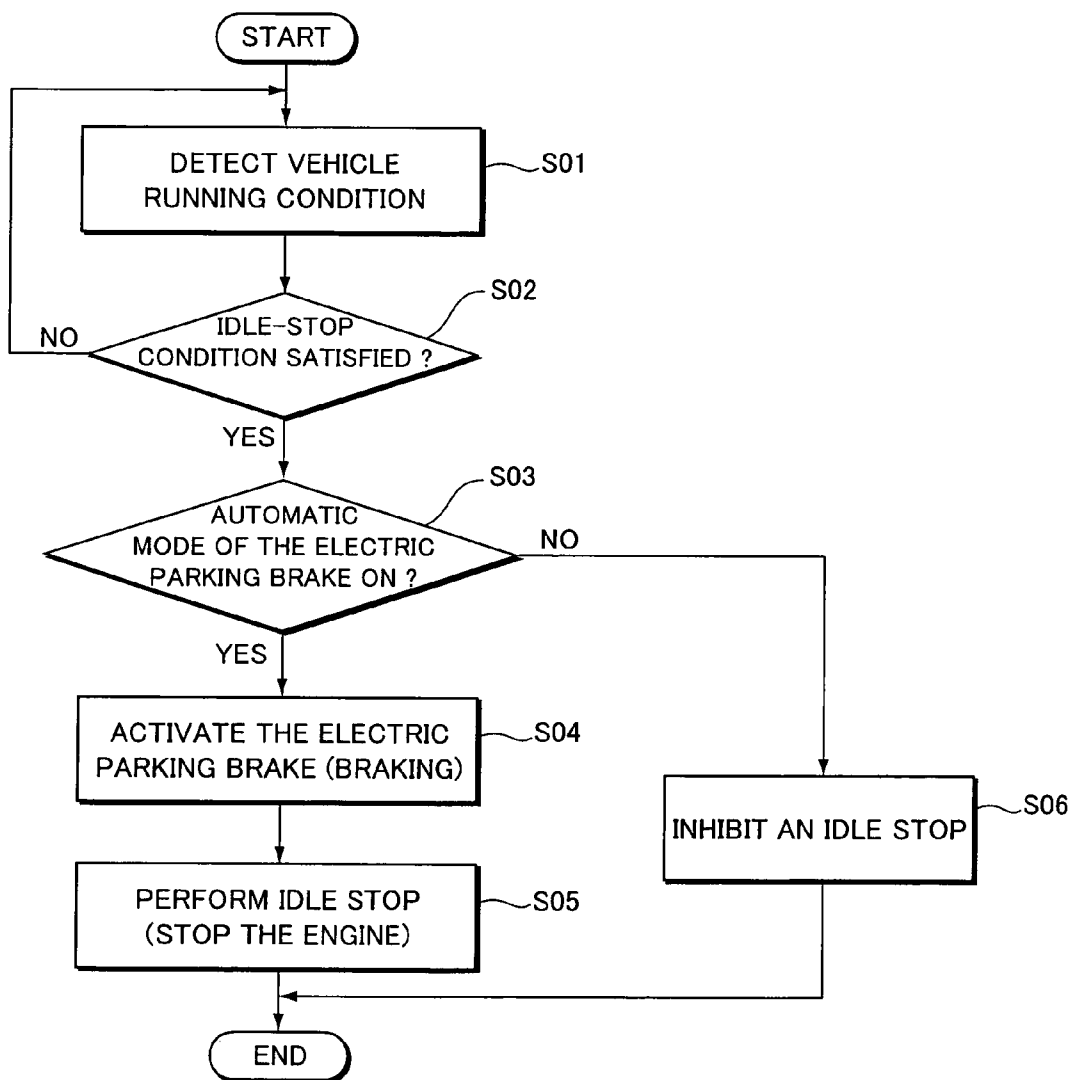 START
DETECT VEHICLE
RUNNING CONDITION
S01
S02
IDLE-STOP
CONDITION SATISFIED ?
NO
YES
S03
AUTOMATIC
MODE OF THE ELECTRIC
PARKING BRAKE ON ?
NO
YES
ACTIVATE THE ELECTRIC
PARKING BRAKE (BRAKING)
S04
INHIBIT AN IDLE STOP
S06
PERFORM IDLE STOP
(STOP THE ENGINE)
S05
END